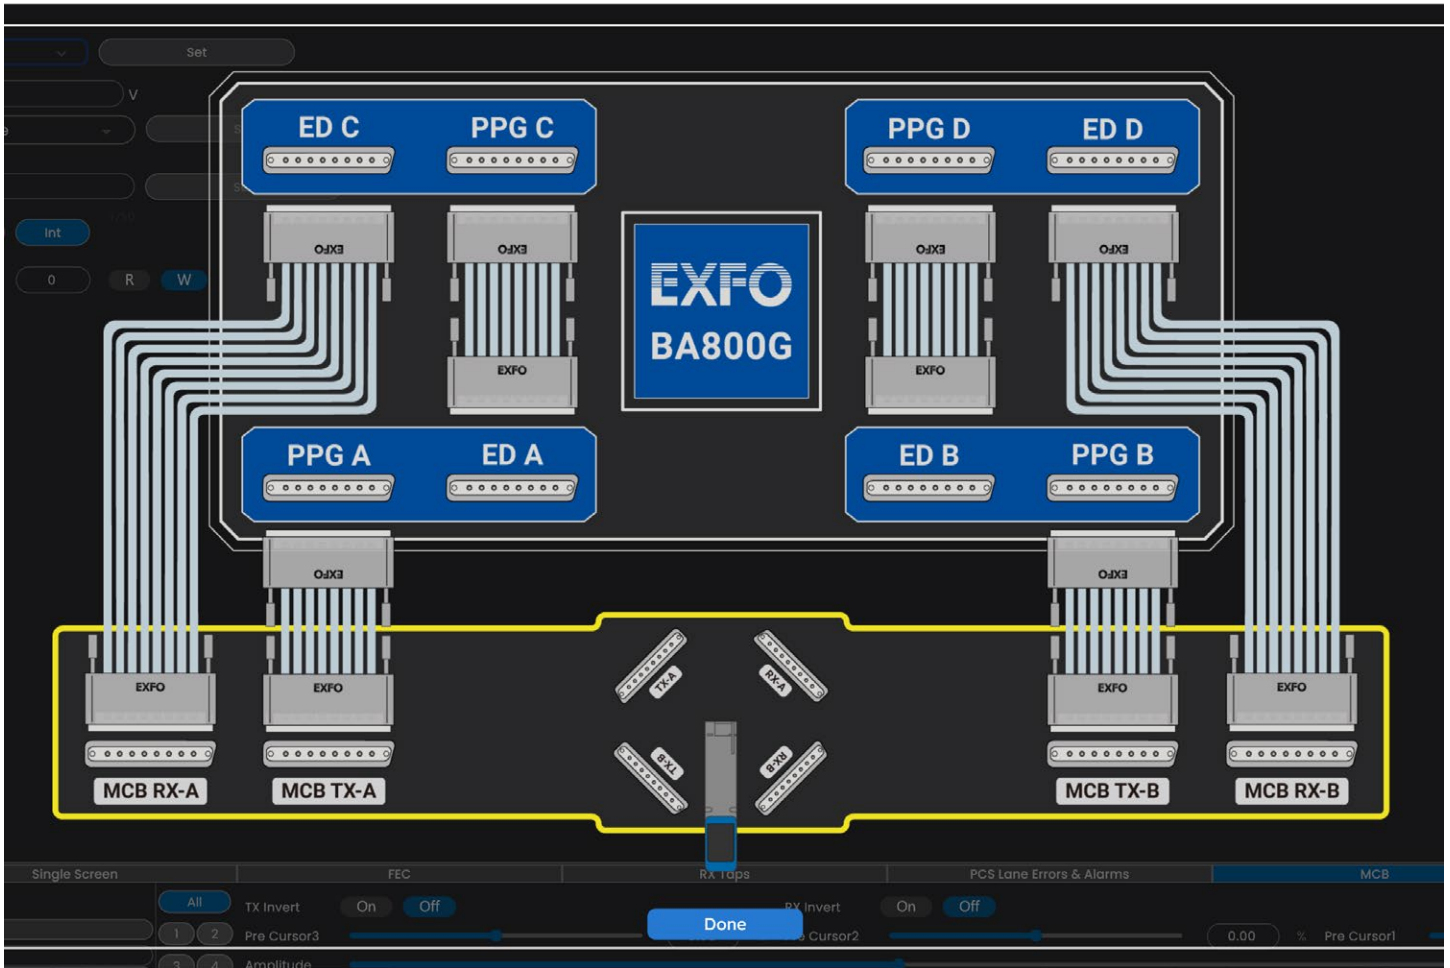 Set
V
Int
0
R
W
ED C
PPG C
PPG D
ED D
EXFO
EXFO
EXFO
EXFO
EXFO
BA800G
EXFO
EXFO
PPG A
ED A
ED B
PPG B
EXFO
EXFO
TX-A
RX-A
EXFO
EXFO
EXFO
EXFO
TX-B
RX-B
MCB RX-A
MCB TX-A
MCB TX-B
MCB RX-B
Single Screen
FEC
RX Taps
PCS Lane Errors & Alarms
MCB
All
TX Invert
On
Off
Done
RX Invert
On
Off
1
2
Pre Cursor3
Cursor2
0.00
%
Pre Cursor1
3
4
Amplitude